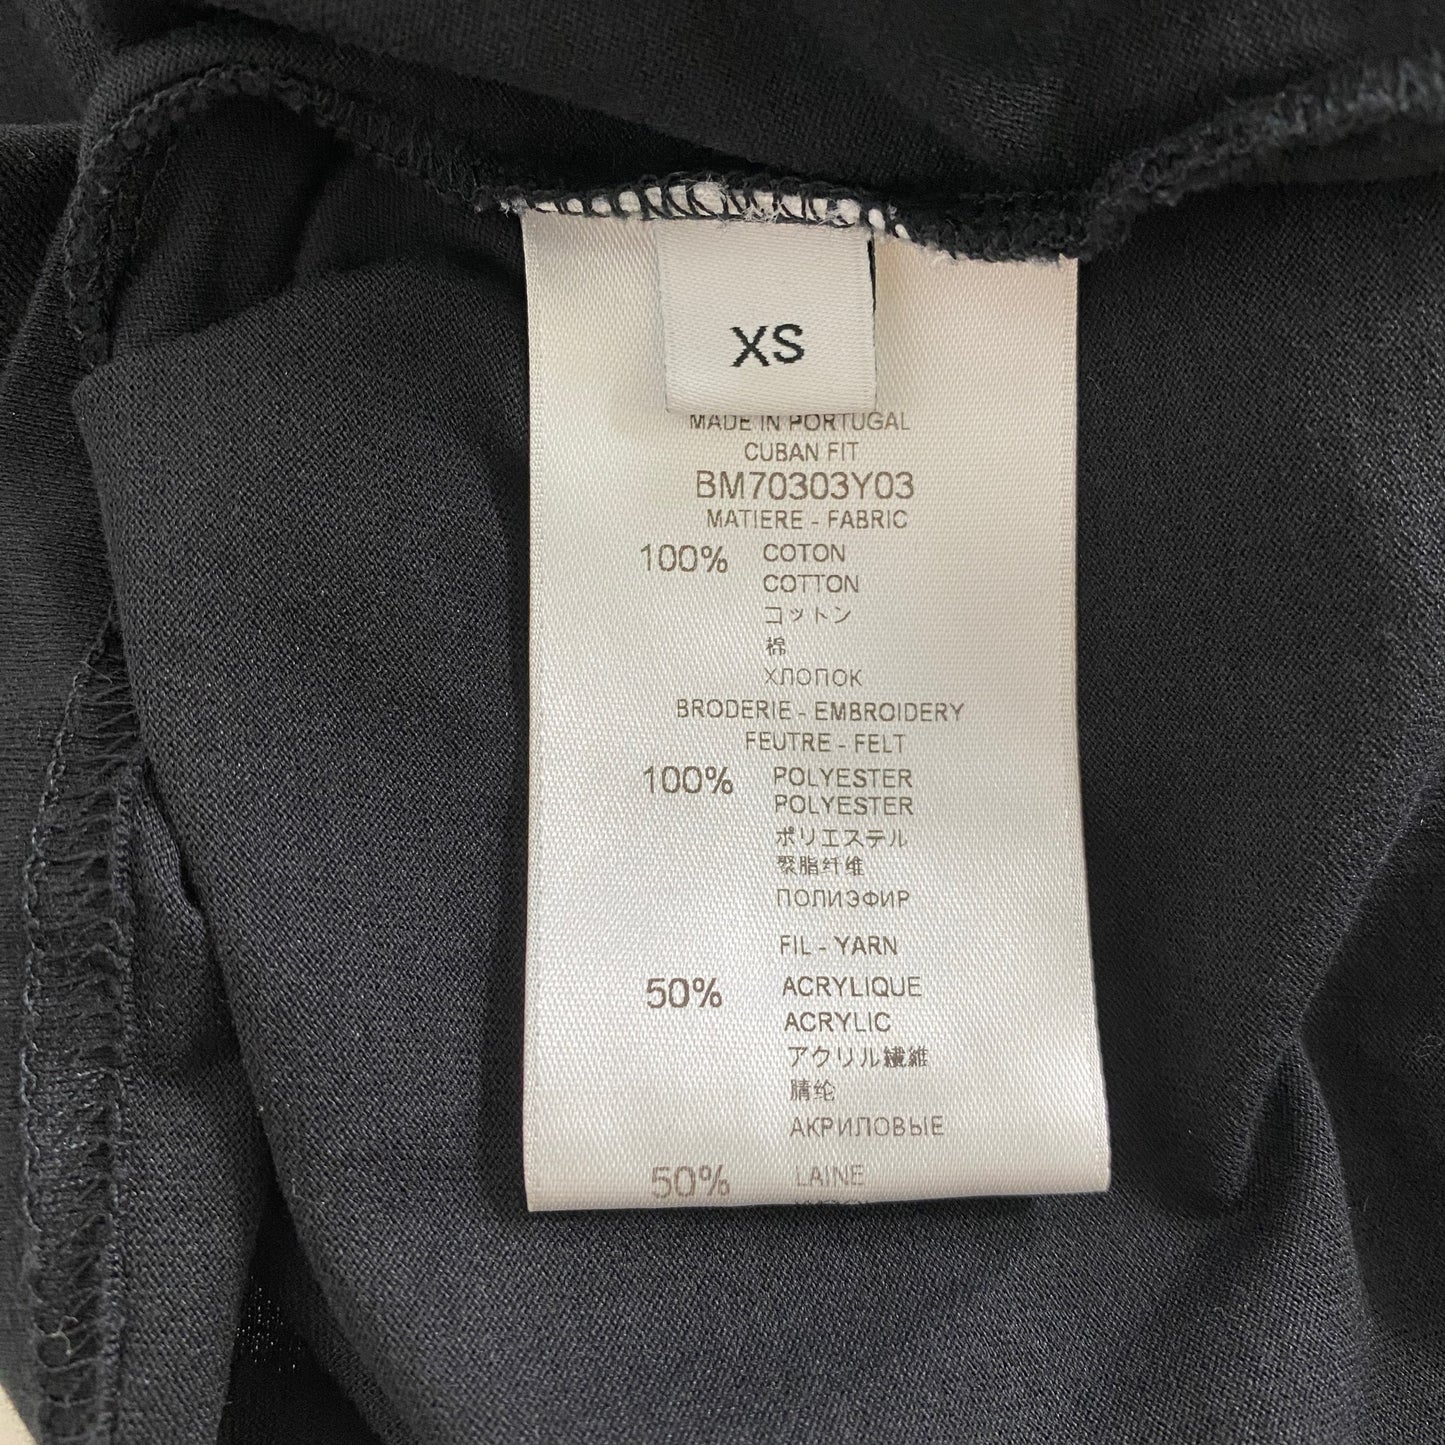 XS
MADE IN PORTUGAL
CUBAN FIT
BM70303Y03
MATIERE - FABRIC
100% COTON
COTTON
コットン
棉
ХЛОПОК
BRODERIE - EMBROIDERY
FEUTRE - FELT
100% POLYESTER
POLYESTER
ポリエステル
聚脂纤维
ПОЛИЭФИР
FIL - YARN
50% ACRYLIQUE
ACRYLIC
アクリル繊維
腈纶
АКРИЛОВЫЕ
50% LAINE